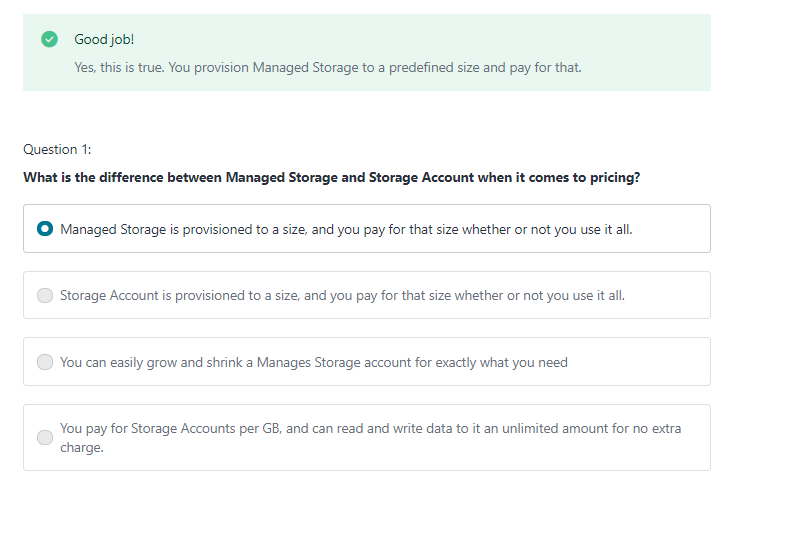 Good job!
Yes, this is true. You provision Managed Storage to a predefined size and pay for that.
Question 1:
What is the difference between Managed Storage and Storage Account when it comes to pricing?
Managed Storage is provisioned to a size, and you pay for that size whether or not you use it all.
Storage Account is provisioned to a size, and you pay for that size whether or not you use it all.
You can easily grow and shrink a Manages Storage account for exactly what you need
You pay for Storage Accounts per GB, and can read and write data to it an unlimited amount for no extra
charge.